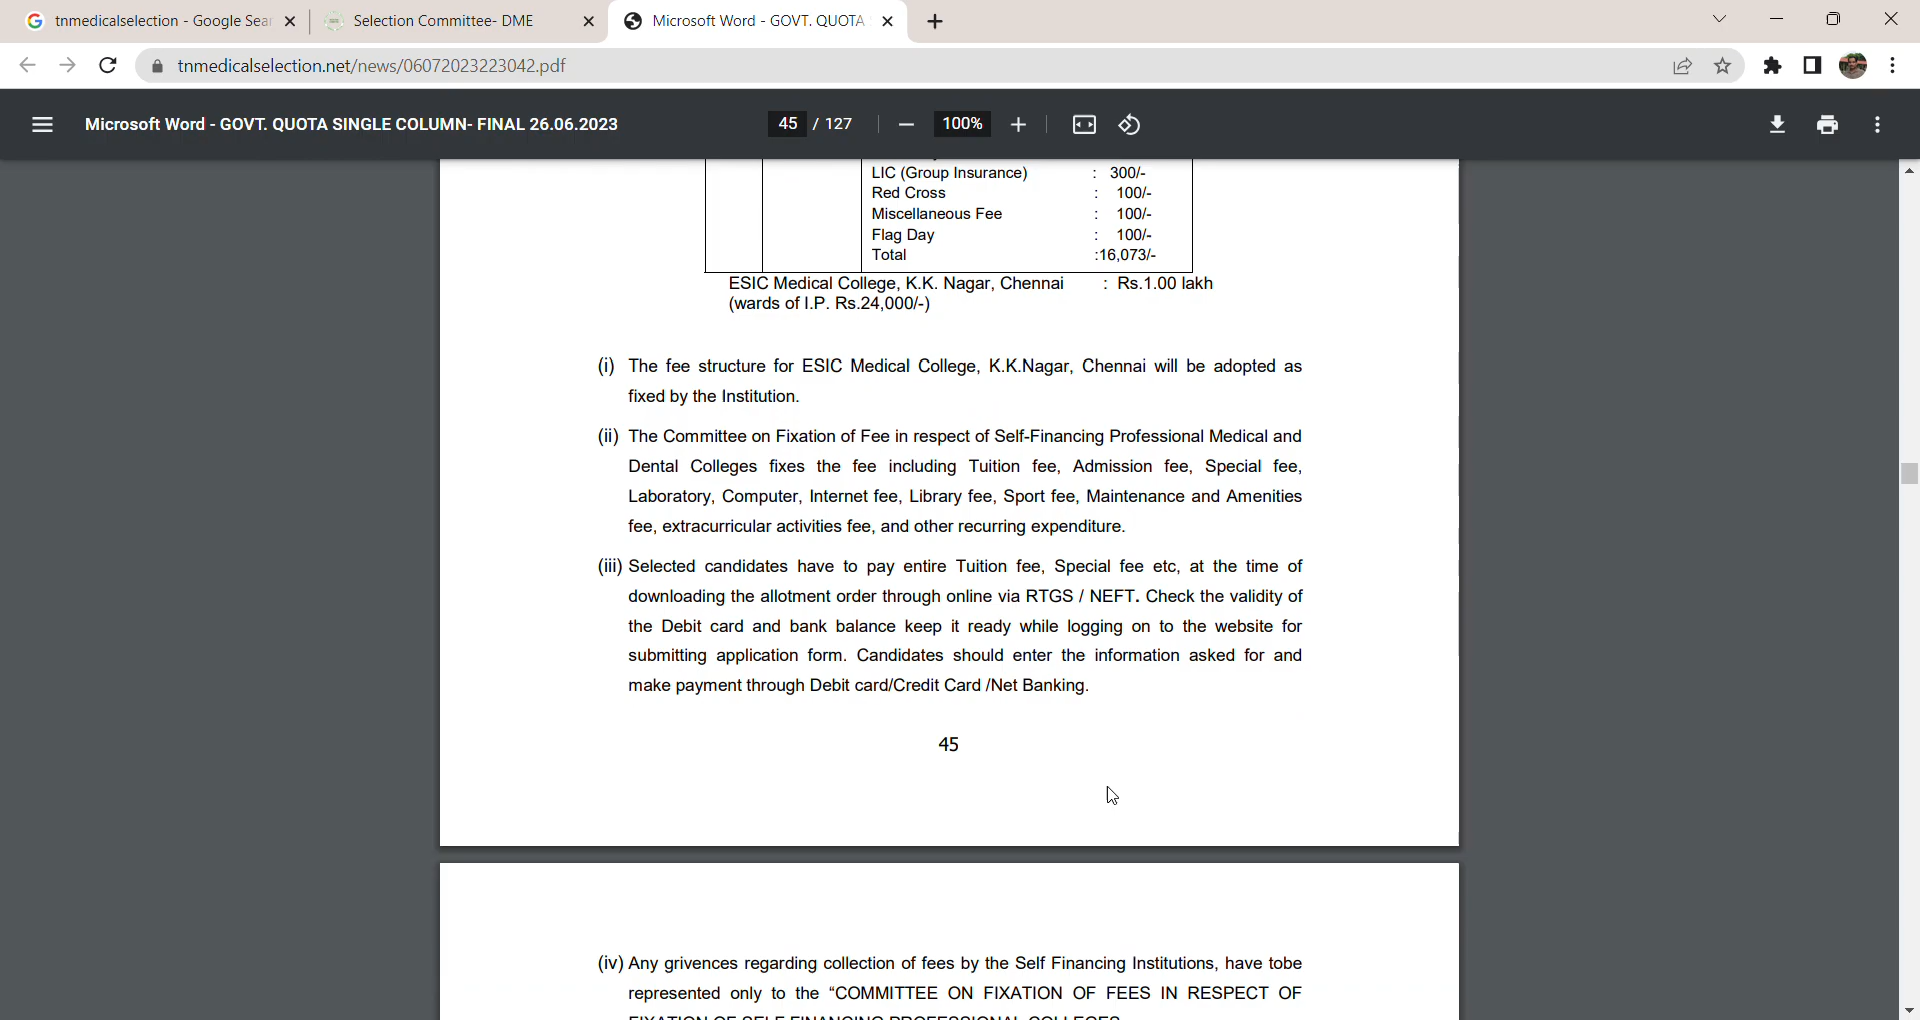 tnmedicalselection - Google Sear
Selection Committee- DME
Microsoft Word - GOVT. QUOTA
tnmedicalselection.net/news/06072023223042.pdf
Microsoft Word - GOVT. QUOTA SINGLE COLUMN- FINAL 26.06.2023
45 / 127
100%
LIC (Group Insurance) : 300/-
Red Cross : 100/-
Miscellaneous Fee : 100/-
Flag Day : 100/-
Total :16,073/-
ESIC Medical College, K.K. Nagar, Chennai : Rs.1.00 lakh
(wards of I.P. Rs.24,000/-)
(i) The fee structure for ESIC Medical College, K.K.Nagar, Chennai will be adopted as
fixed by the Institution.
(ii) The Committee on Fixation of Fee in respect of Self-Financing Professional Medical and
Dental Colleges fixes the fee including Tuition fee, Admission fee, Special fee,
Laboratory, Computer, Internet fee, Library fee, Sport fee, Maintenance and Amenities
fee, extracurricular activities fee, and other recurring expenditure.
(iii) Selected candidates have to pay entire Tuition fee, Special fee etc, at the time of
downloading the allotment order through online via RTGS / NEFT. Check the validity of
the Debit card and bank balance keep it ready while logging on to the website for
submitting application form. Candidates should enter the information asked for and
make payment through Debit card/Credit Card /Net Banking.
45
(iv) Any grivences regarding collection of fees by the Self Financing Institutions, have tobe
represented only to the “COMMITTEE ON FIXATION OF FEES IN RESPECT OF
FIXATION OF SELF FINANCING PROFESSIONAL COLLEGES